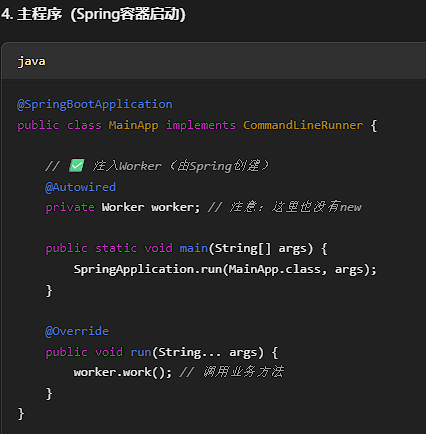 4. 主程序（Spring容器启动）
java
@SpringBootApplication
public class MainApp implements CommandLineRunner {
// ✅ 注入Worker（由Spring创建）
@Autowired
private Worker worker; // 注意：这里也没有new
public static void main(String[] args) {
SpringApplication.run(MainApp.class, args);
}
@Override
public void run(String... args) {
worker.work(); // 调用业务方法
}
}